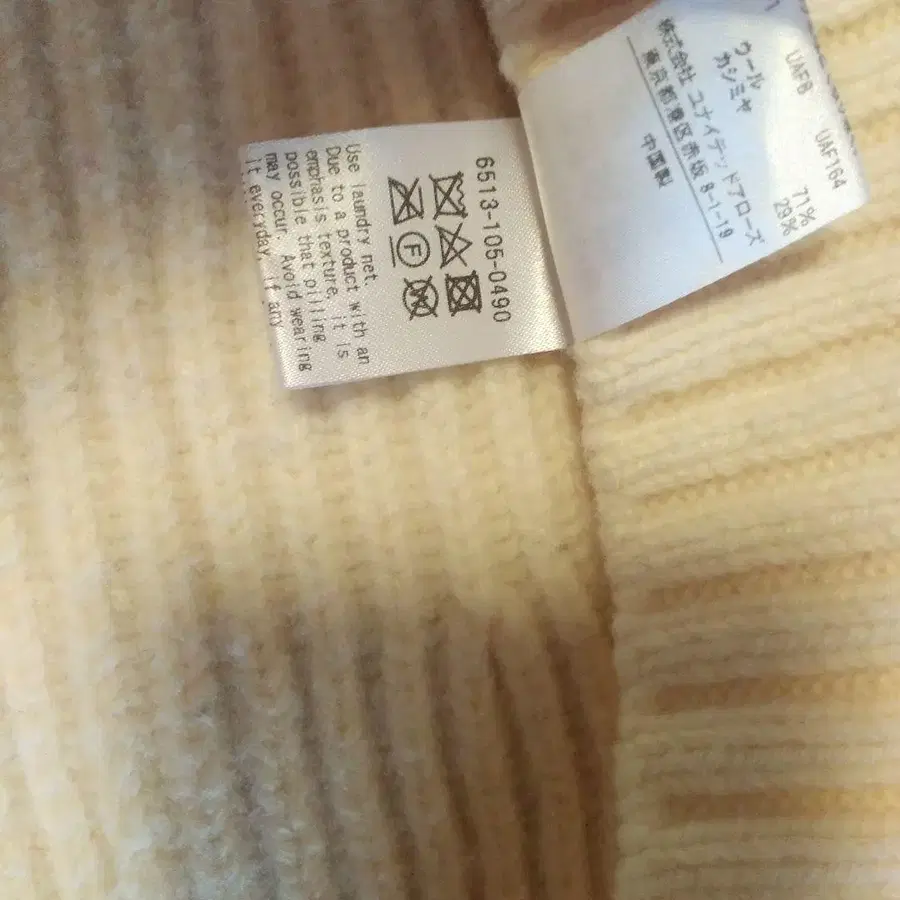 6513-105-0490
F
W
Use laundry net.
Due to a product with an
emphasis texture, it is
possible that pilling
may occur. Avoid wearing
it everyday, if any
UAFB
UAF164
ウール 71%
カシミヤ 29%
株式会社 ユナイテッドアローズ
東京都港区赤坂 8-1-19
中国製